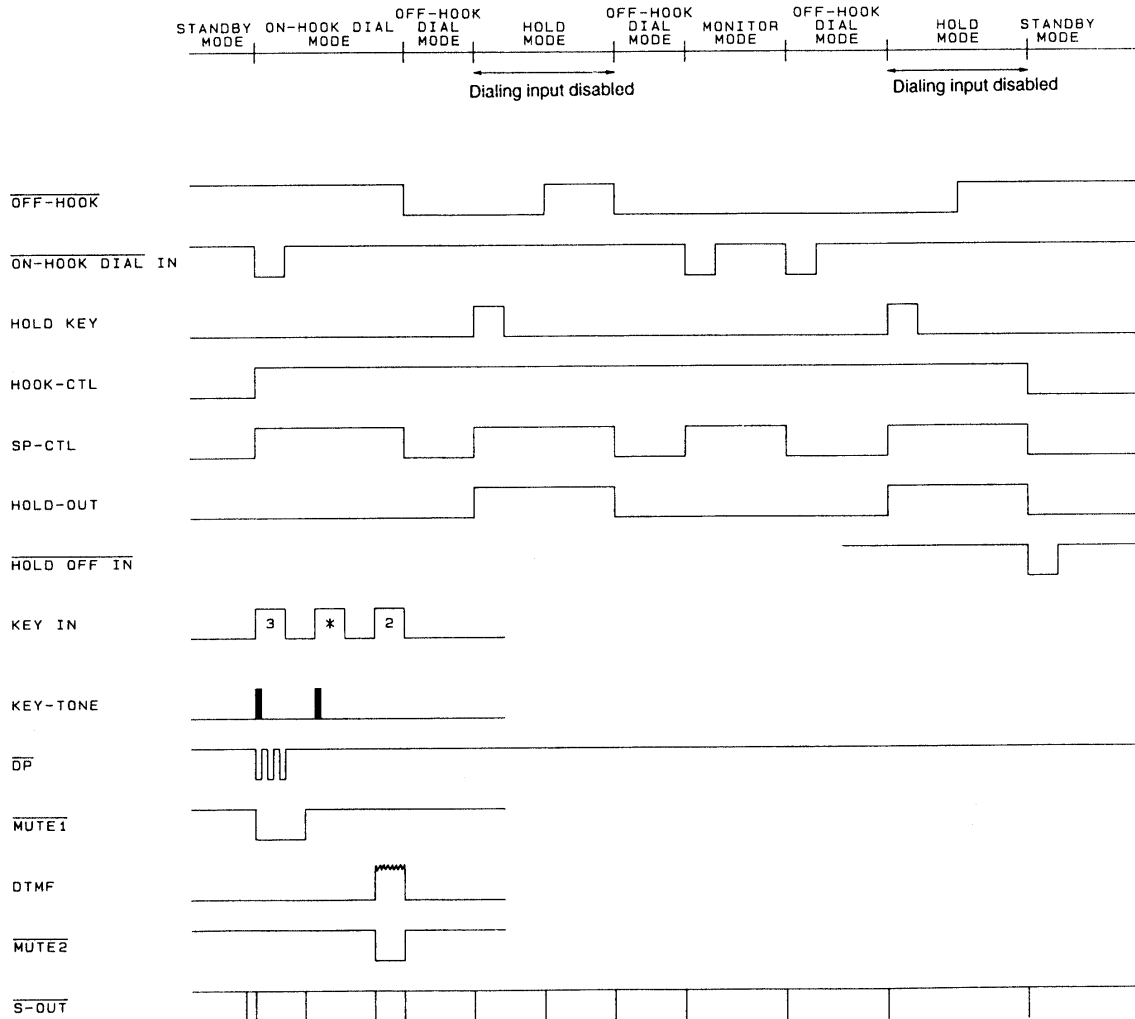 STANDBY MODE
ON-HOOK DIAL MODE
OFF-HOOK DIAL MODE
HOLD MODE
OFF-HOOK DIAL MODE
MONITOR MODE
OFF-HOOK DIAL MODE
HOLD MODE
STANDBY MODE
Dialing input disabled
Dialing input disabled
OFF-HOOK
ON-HOOK DIAL IN
HOLD KEY
HOOK-CTL
SP-CTL
HOLD-OUT
HOLD OFF IN
KEY IN
3 * 2
KEY-TONE
DP
MUTE1
DTMF
MUTE2
S-OUT